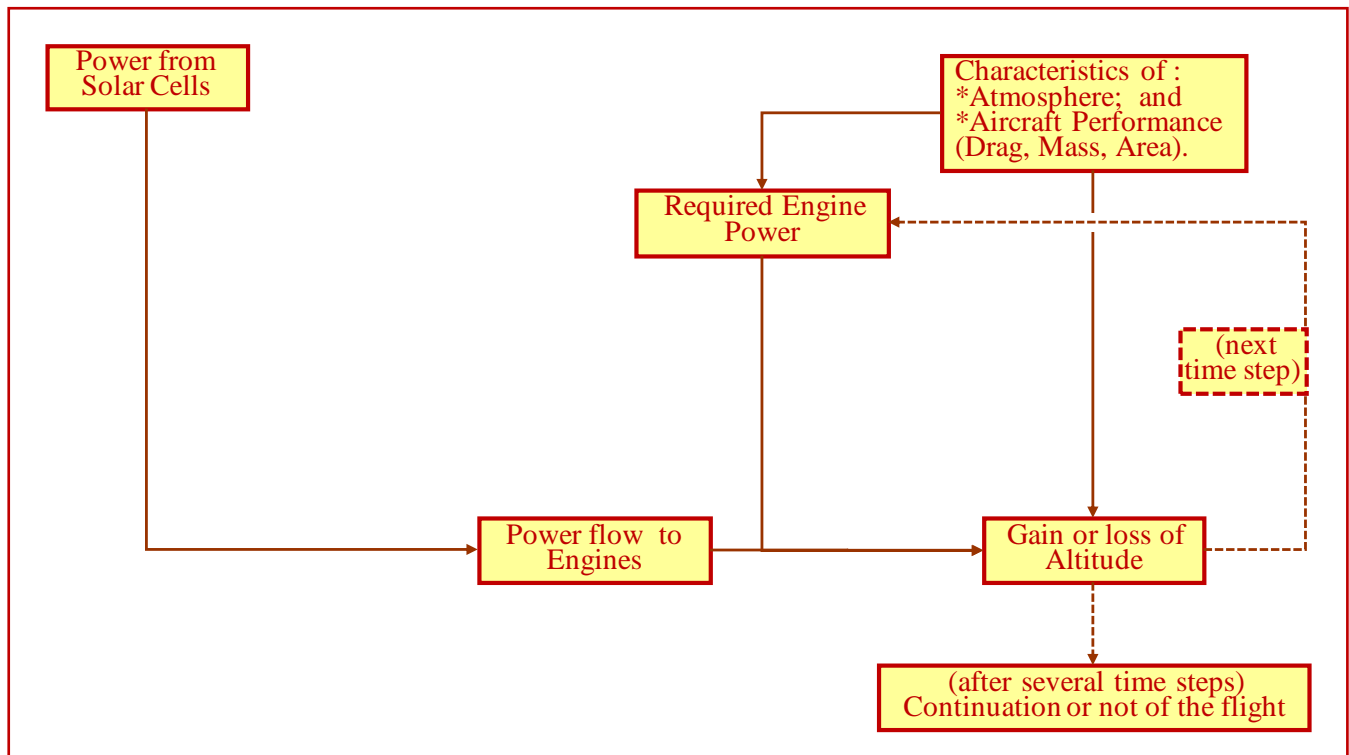 Power from
Solar Cells
Characteristics of :
*Atmosphere; and
*Aircraft Performance
(Drag, Mass, Area).
Required Engine
Power
(next
time step)
Power flow to
Engines
Gain or loss of
Altitude
(after several time steps)
Continuation or not of the flight